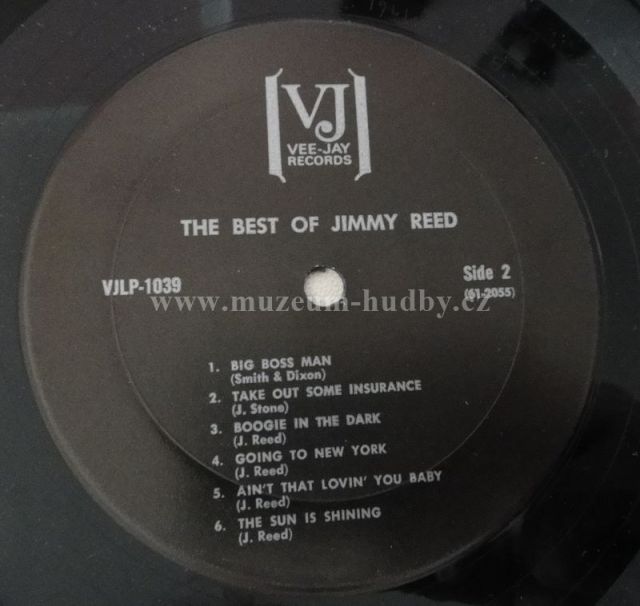 VJ
VEE-JAY
RECORDS
THE BEST OF JIMMY REED
VJLP-1039
Side 2
(61-2055)
www.muzeum-hudby.cz
1. BIG BOSS MAN
(Smith & Dixon)
2. TAKE OUT SOME INSURANCE
(J. Stone)
3. BOOGIE IN THE DARK
(J. Reed)
4. GOING TO NEW YORK
(J. Reed)
5. AIN'T THAT LOVIN' YOU BABY
(J. Reed)
6. THE SUN IS SHINING
(J. Reed)